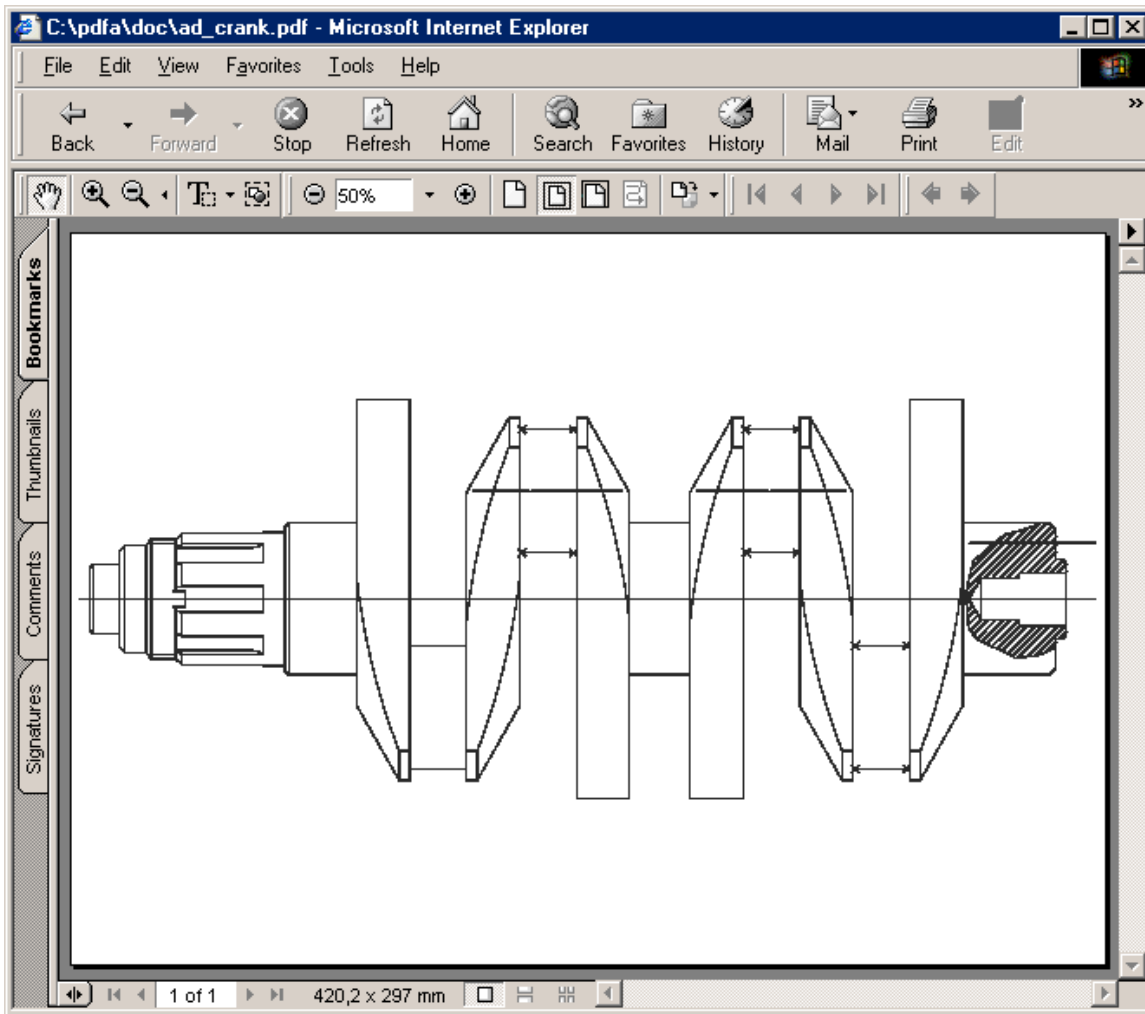 C:\pdfa\doc\ad_crank.pdf - Microsoft Internet Explorer
File Edit View Favorites Tools Help
Back Forward Stop Refresh Home Search Favorites History Mail Print Edit
50%
Bookmarks
Thumbnails
Comments
Signatures
1 of 1 420,2 x 297 mm